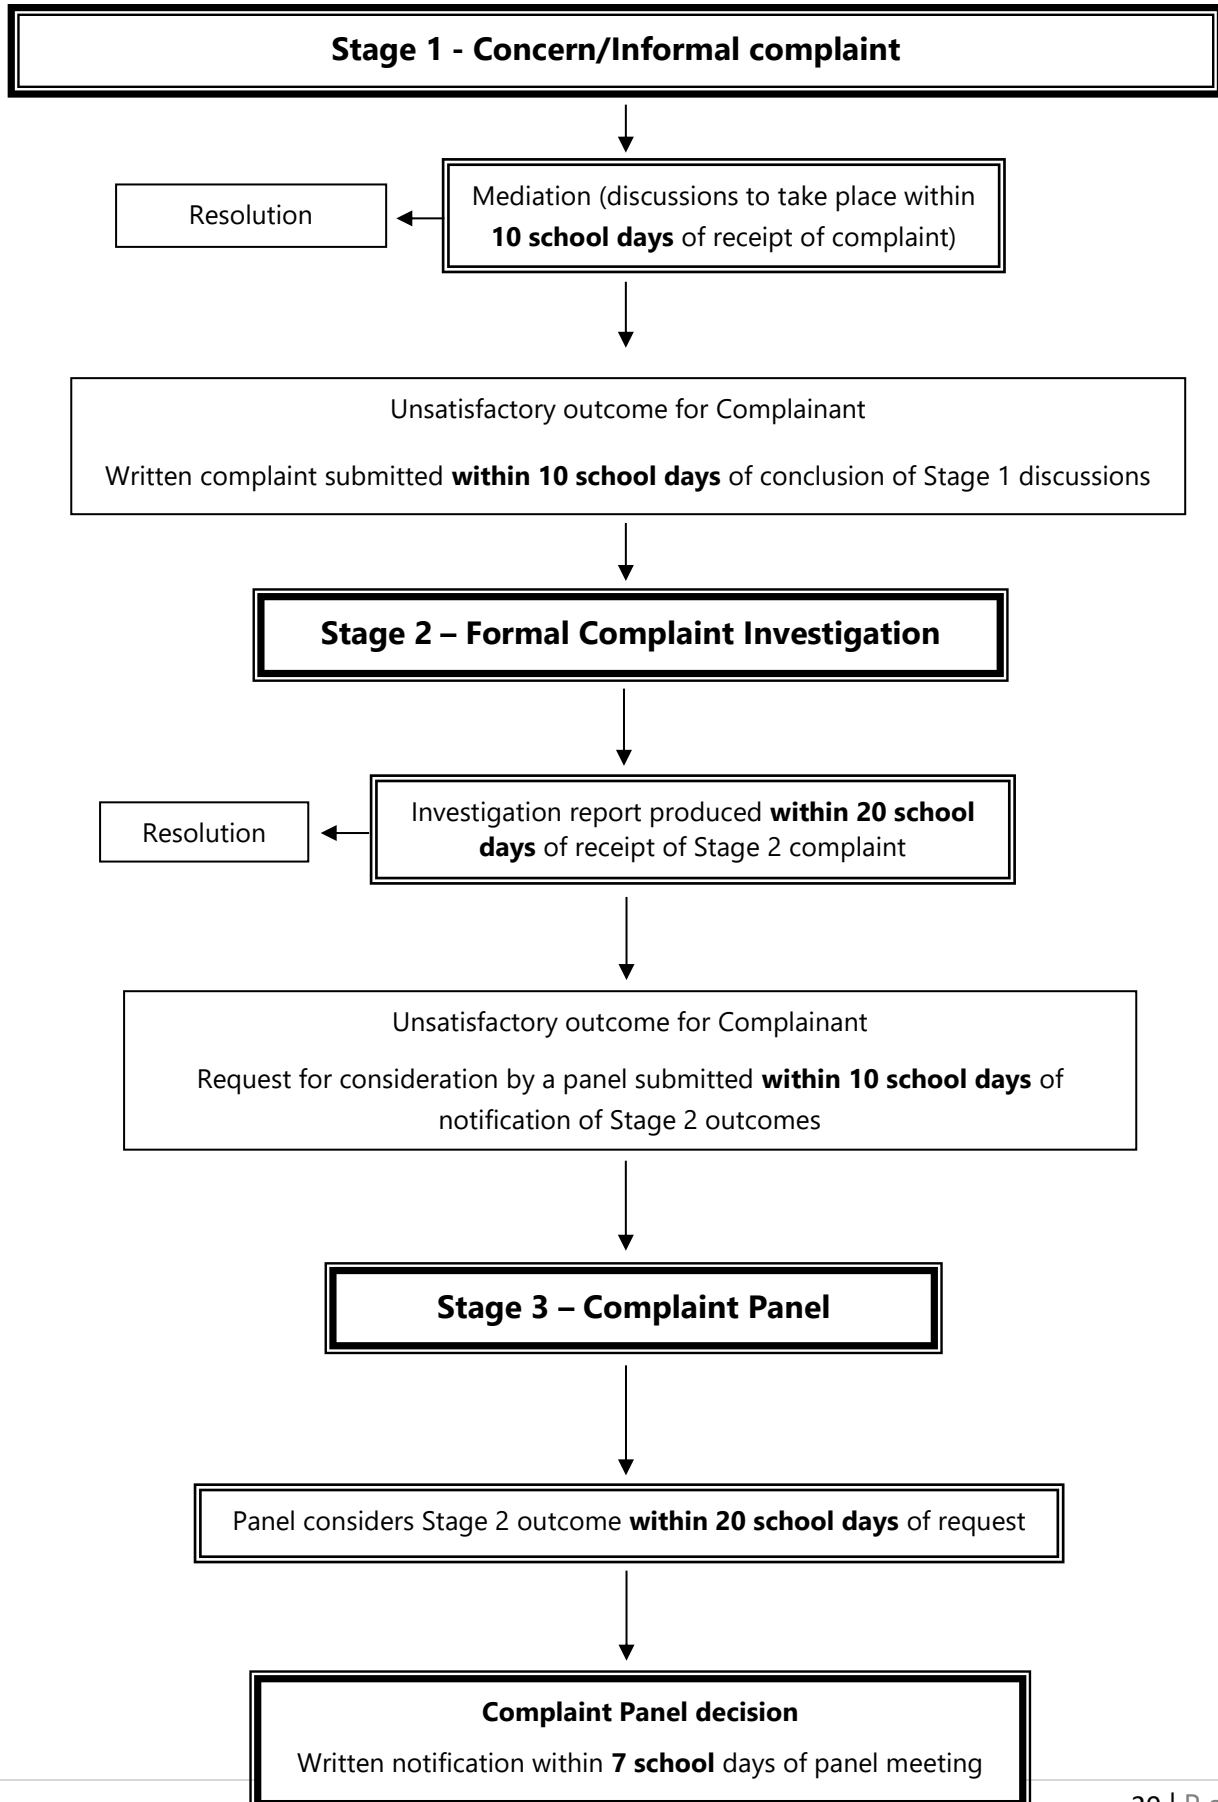 Stage 1 - Concern/Informal complaint
Mediation (discussions to take place within
10 school days of receipt of complaint)
Resolution
Unsatisfactory outcome for Complainant
Written complaint submitted within 10 school days of conclusion of Stage 1 discussions
Stage 2 – Formal Complaint Investigation
Investigation report produced within 20 school
days of receipt of Stage 2 complaint
Resolution
Unsatisfactory outcome for Complainant
Request for consideration by a panel submitted within 10 school days of
notification of Stage 2 outcomes
Stage 3 – Complaint Panel
Panel considers Stage 2 outcome within 20 school days of request
Complaint Panel decision
Written notification within 7 school days of panel meeting